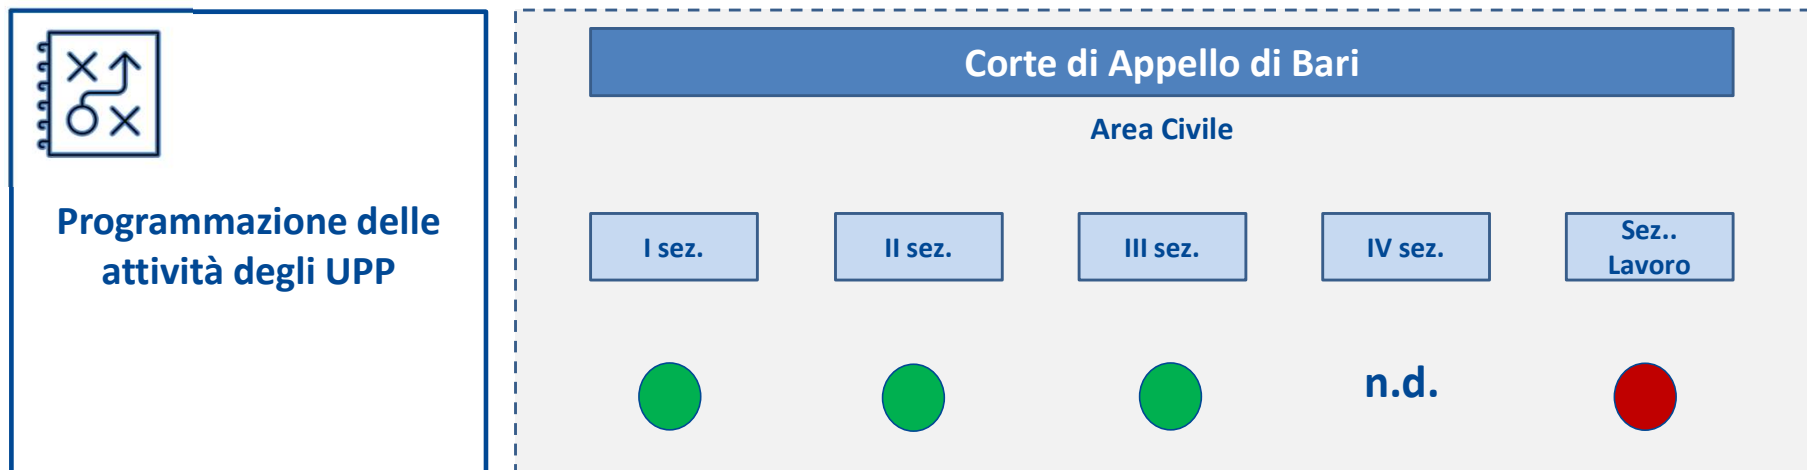 Programmazione delle
attività degli UPP
Corte di Appello di Bari
Area Civile
I sez.
II sez.
III sez.
IV sez.
Sez..
Lavoro
n.d.